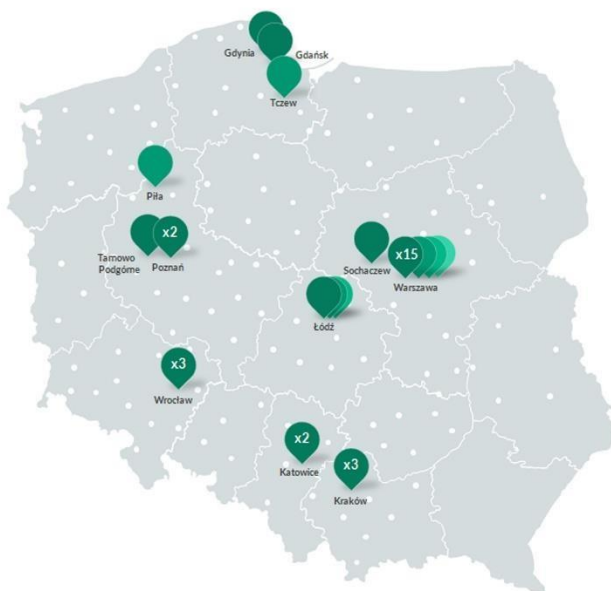 Gdynia
Gdańsk
Tczew
Piła
x2
Tarnowo
Podgórne
Poznań
Sochaczew
x15
Warszawa
Łódź
x3
Wrocław
x2
Katowice
x3
Kraków